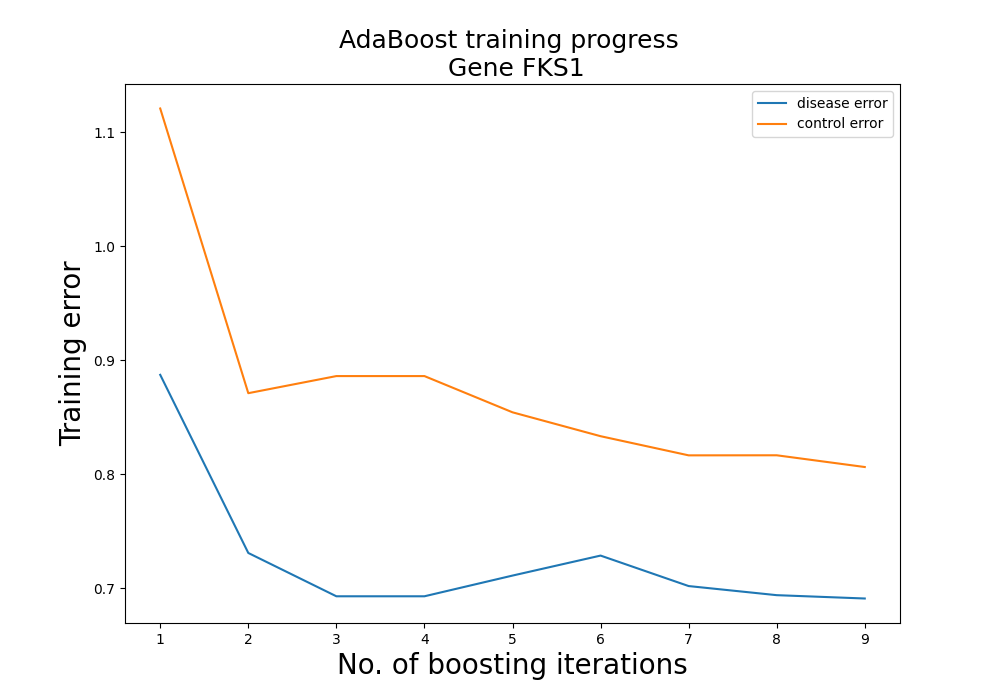 AdaBoost training progress
Gene FKS1
disease error
control error
Training error
1.1
1.0
0.9
0.8
0.7
1 2 3 4 5 6 7 8 9
No. of boosting iterations